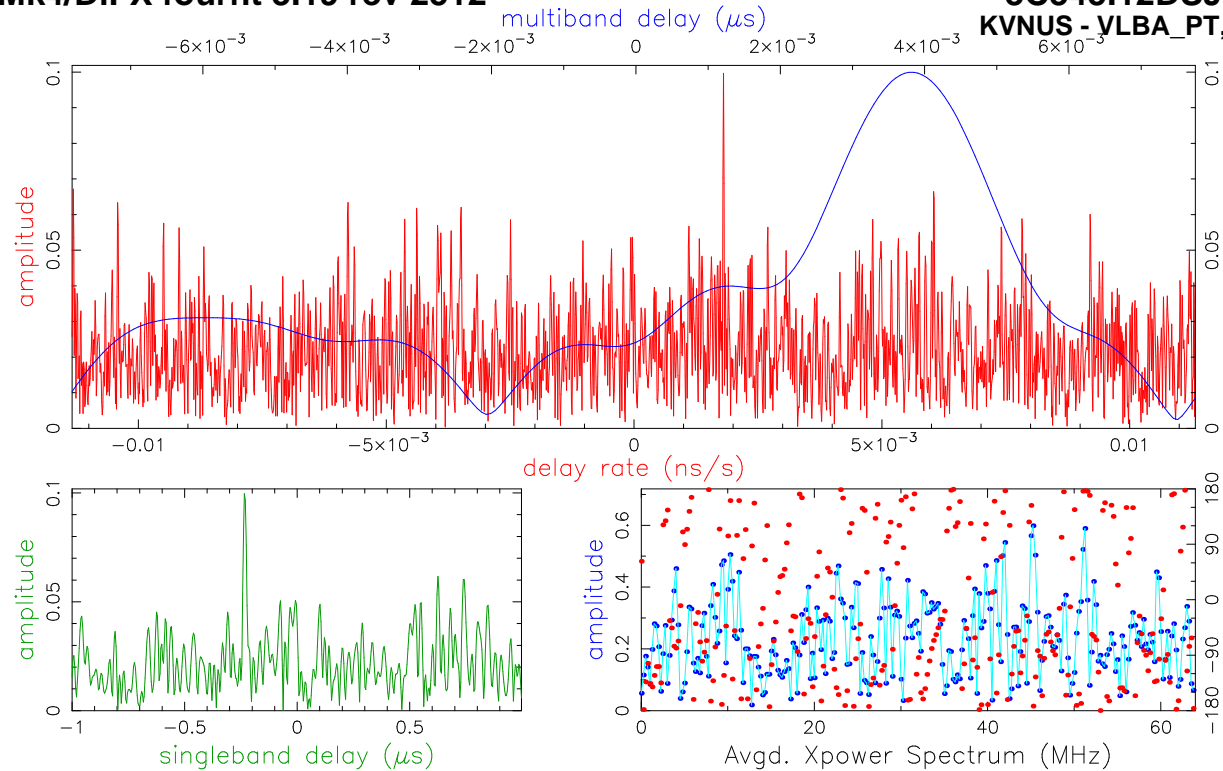 multiband delay (μs)
KVNUS - VLBA_PT,
−6×10⁻³ −4×10⁻³ −2×10⁻³ 0 2×10⁻³ 4×10⁻³ 6×10⁻³
amplitude
0.1
0.05
0
0.1
0.05
0
−0.01 −5×10⁻³ 0 5×10⁻³ 0.01
delay rate (ns/s)
amplitude
0.1
0.05
0
−1 −0.5 0 0.5
singleband delay (μs)
amplitude
0.6
0.4
0.2
0
180
90
0
−90
−180
0 20 40 60
Avgd. Xpower Spectrum (MHz)